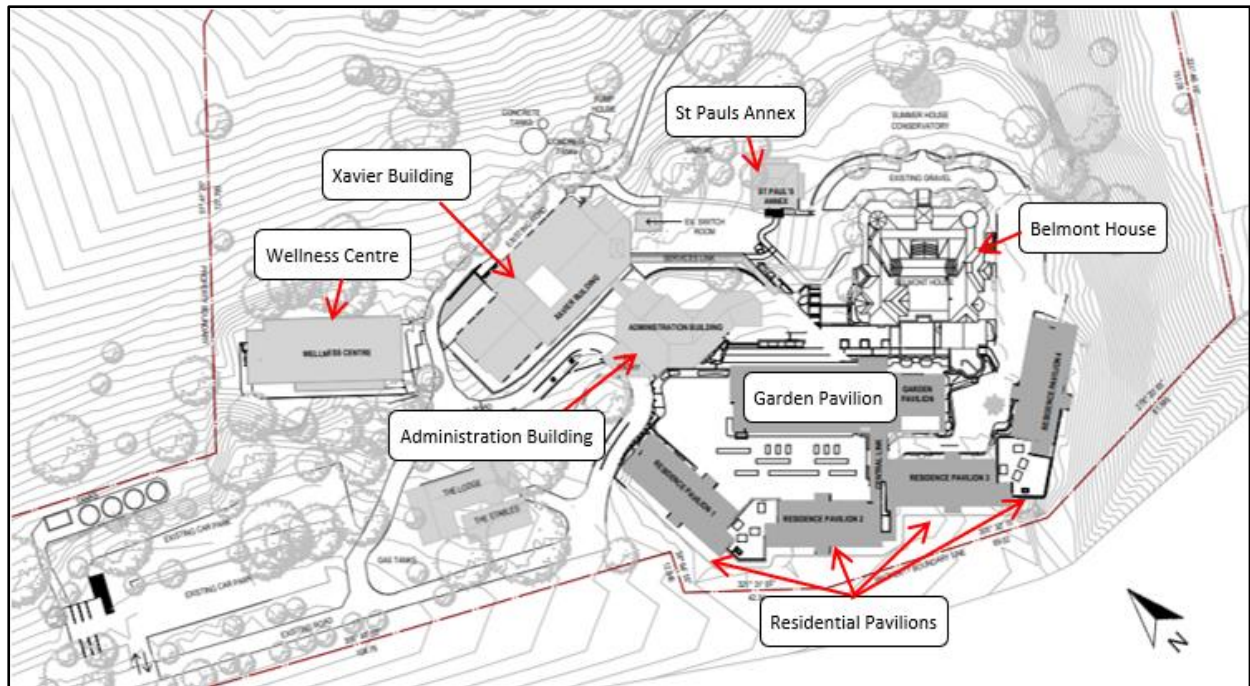 St Pauls Annex
SUMMER HOUSE
CONSERVATORY
PUMP
HOUSE
CONCRETE
TANKS
Xavier Building
EXISTING GRAVEL
ST PAUL'S
ANNEX
Belmont House
SWITCH
ROOM
Wellness Centre
SERVICES LINK
BELMONT HOUSE
XAVIER BUILDING
PROPERTY BOUNDARY
ADMINISTRATION BUILDING
WELLNESS CENTRE
RESIDENCE PAVILION 4
Garden Pavilion
GARDEN
PAVILION
Administration Building
CENTRAL LINK
RESIDENCE PAVILION 3
RESIDENCE PAVILION 1
THE LODGE
THE STABLES
RESIDENCE PAVILION 2
EXISTING CAR PARK
GAS TANKS
EXISTING CAR PARK
PROPERTY BOUNDARY LINE
EXISTING ROAD
Residential Pavilions
N